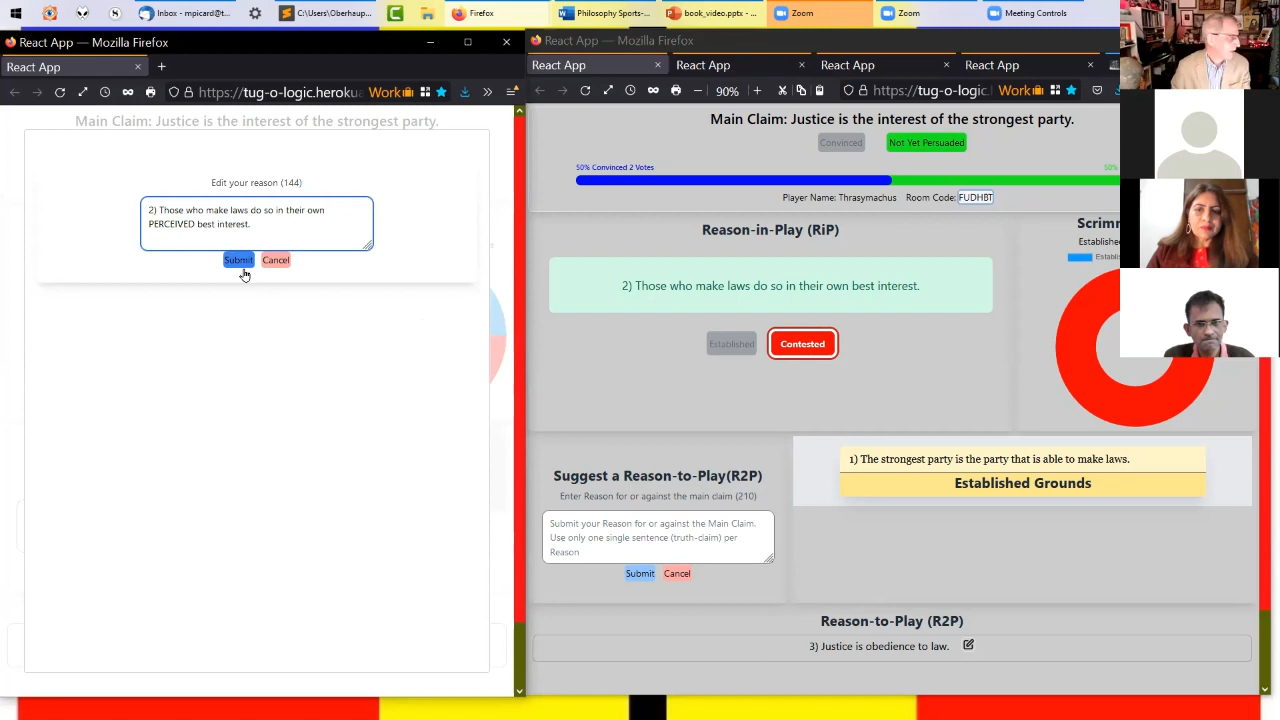 Inbox - mpicard@t...
C:\Users\Oberhaup...
Firefox
Philosophy Sports-...
book_video.pptx - ...
Zoom
Zoom
Meeting Controls
React App — Mozilla Firefox
React App
https://tug-o-logic.herokua
Work
Main Claim: Justice is the interest of the strongest party.
Edit your reason (144)
2) Those who make laws do so in their own
PERCEIVED best interest.
Submit
Cancel
React App — Mozilla Firefox
React App
React App
React App
React App
90%
https://tug-o-logic.
Work
Main Claim: Justice is the interest of the strongest party.
Convinced
Not Yet Persuaded
50% Convinced 2 Votes
50%
Player Name: Thrasymachus
Room Code: FUDHBT
Reason-in-Play (RiP)
2) Those who make laws do so in their own best interest.
Established
Contested
Scrimm
Established
Establis
Suggest a Reason-to-Play(R2P)
Enter Reason for or against the main claim (210)
Submit your Reason for or against the Main Claim.
Use only one single sentence (truth-claim) per
Reason
Submit
Cancel
1) The strongest party is the party that is able to make laws.
Established Grounds
Reason-to-Play (R2P)
3) Justice is obedience to law.